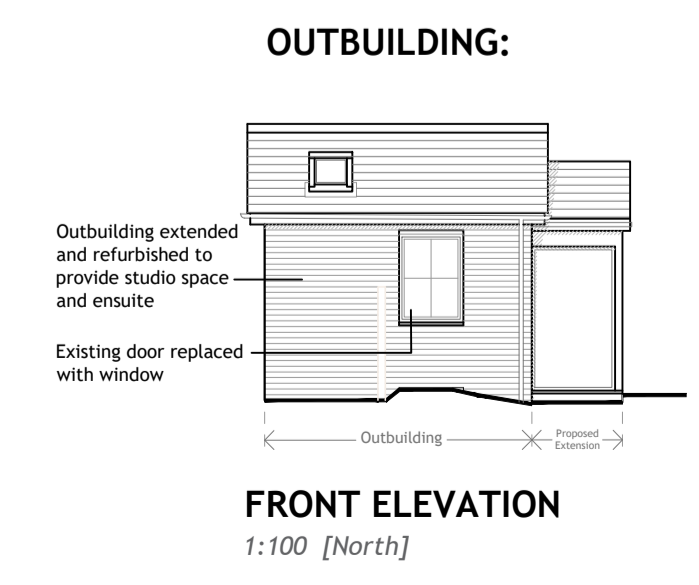 OUTBUILDING:
Outbuilding extended
and refurbished to
provide studio space
and ensuite
Existing door replaced
with window
Outbuilding
Proposed
Extension
FRONT ELEVATION
1:100 [North]